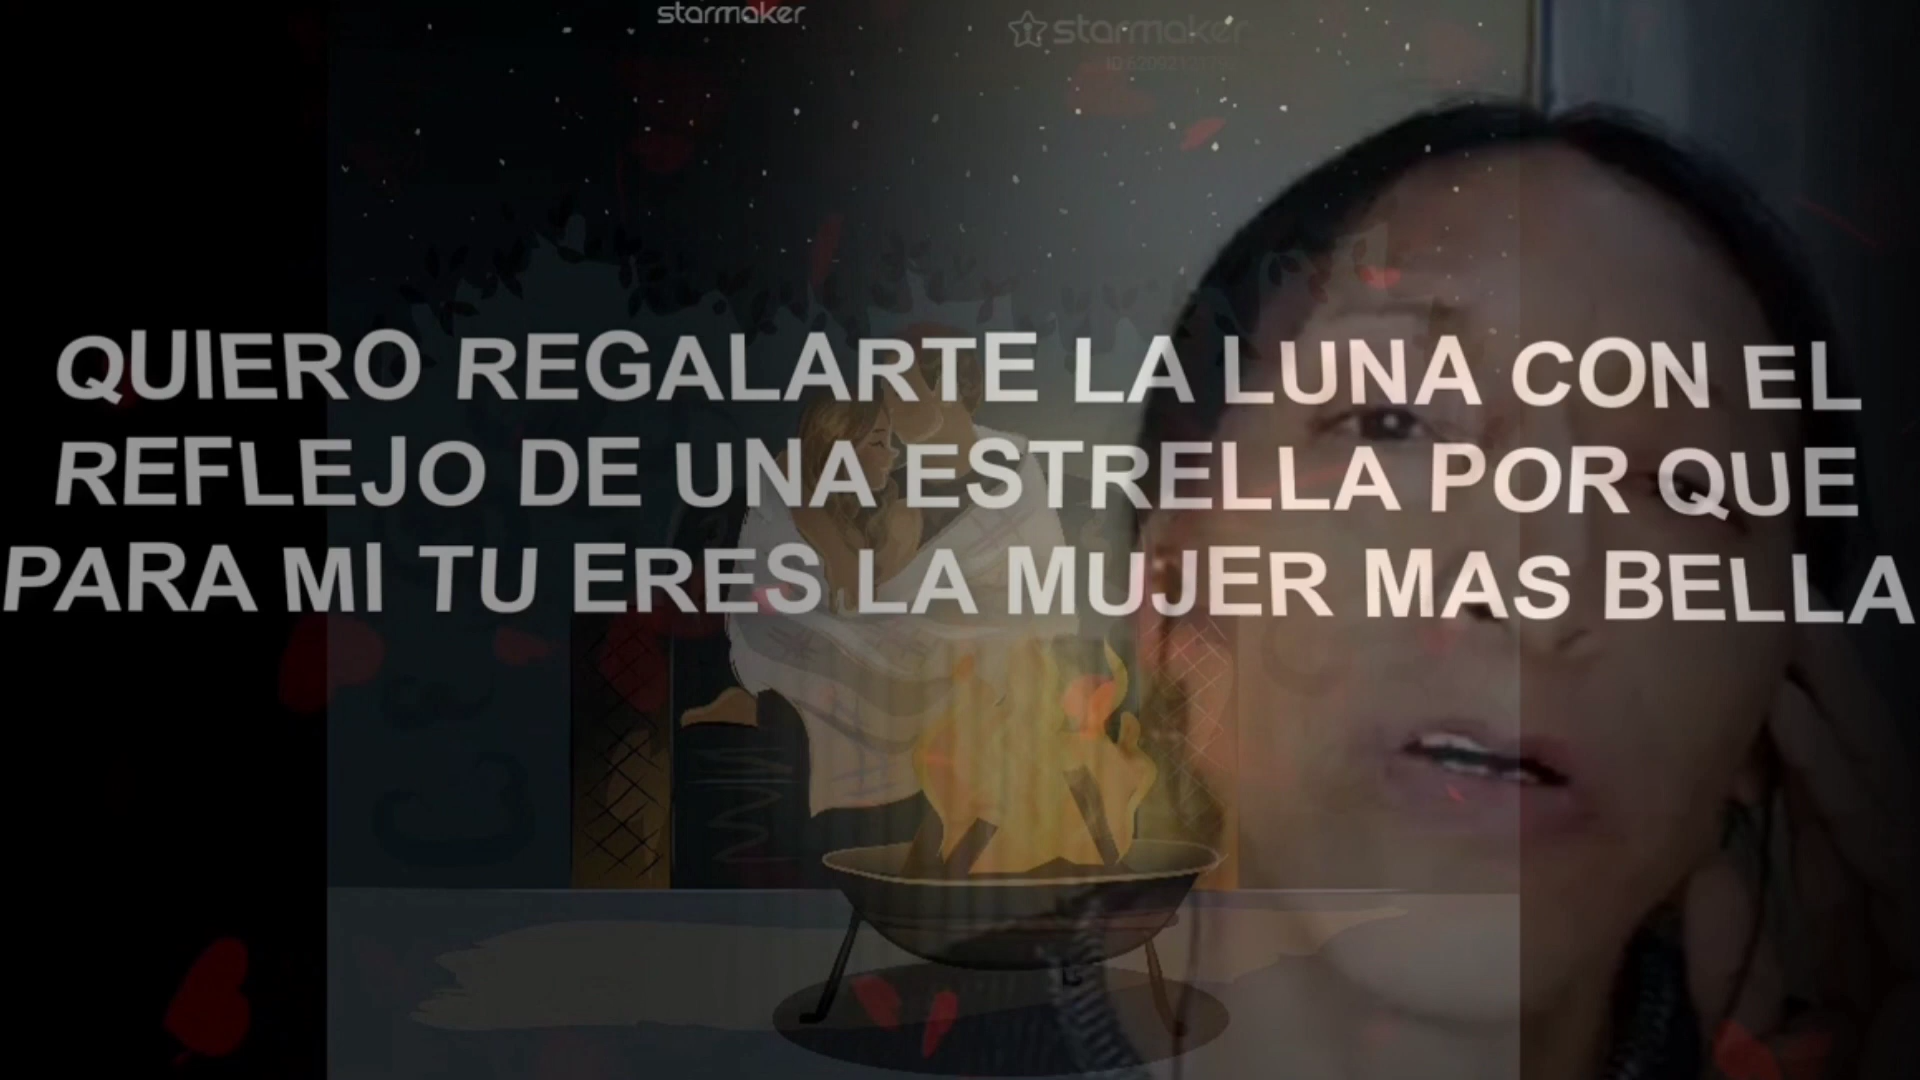 starmaker
starmaker
QUIERO REGALARTE LA LUNA CON EL
REFLEJO DE UNA ESTRELLA POR QUE
PARA MI TU ERES LA MUJER MAS BELLA